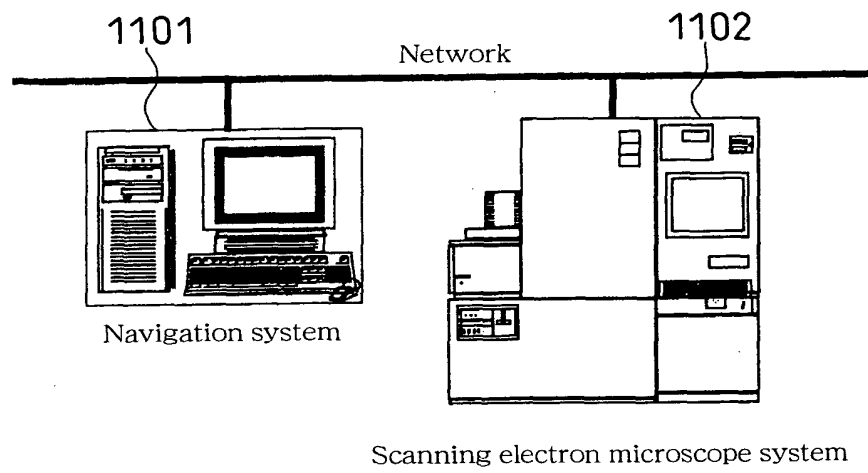 1101
1102
Network
Navigation system
Scanning electron microscope system